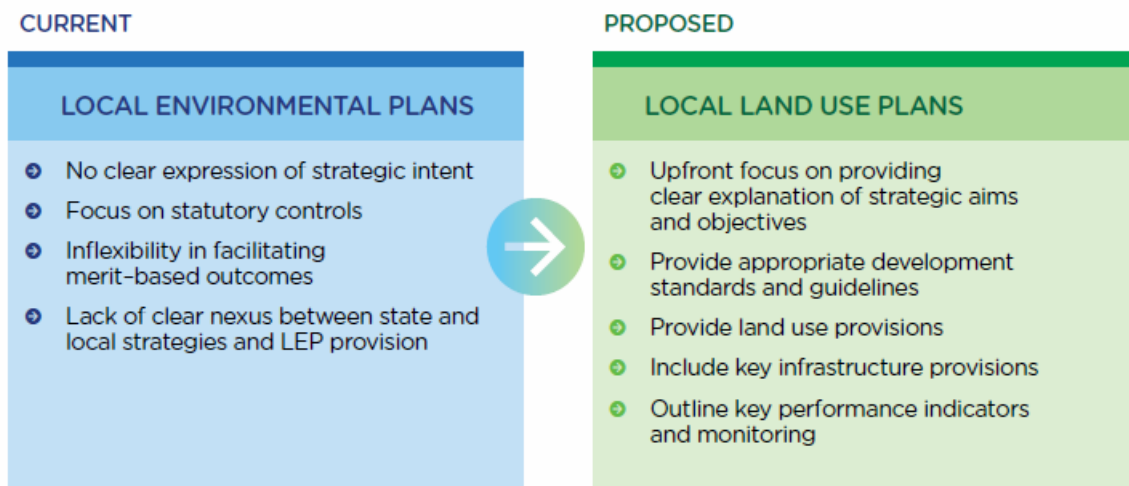 CURRENT
LOCAL ENVIRONMENTAL PLANS
No clear expression of strategic intent
Focus on statutory controls
Inflexibility in facilitating
merit-based outcomes
Lack of clear nexus between state and
local strategies and LEP provision
PROPOSED
LOCAL LAND USE PLANS
Upfront focus on providing
clear explanation of strategic aims
and objectives
Provide appropriate development
standards and guidelines
Provide land use provisions
Include key infrastructure provisions
Outline key performance indicators
and monitoring